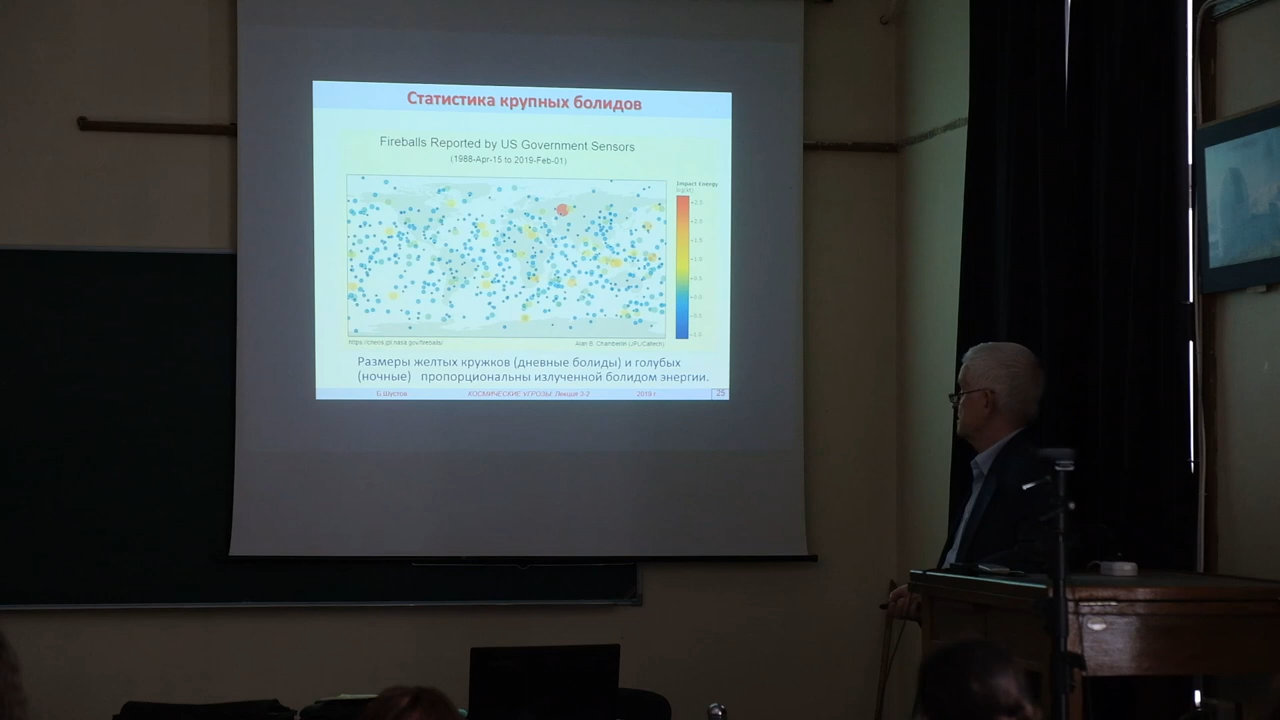 Статистика крупных болидов
Fireballs Reported by US Government Sensors
(1988-Apr-15 to 2019-Feb-01)
Impact Energy
log(kt)
https://cneos.jpl.nasa.gov/fireballs/
Alan B. Chamberlin (JPL/Caltech)
Размеры желтых кружков (дневные болиды) и голубых
(ночные) пропорциональны излученной болидом энергии.
Б.Шустов КОСМИЧЕСКИЕ УГРОЗЫ: Лекция 3-2 2019 г. 25